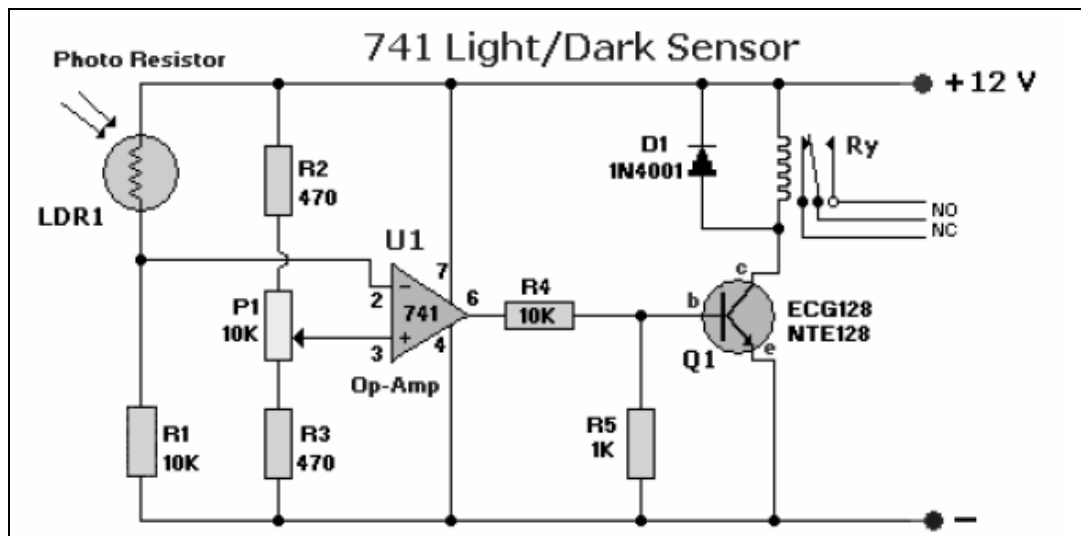 741 Light/Dark Sensor
Photo Resistor
+12 V
LDR1
R2
470
D1
1N4001
Ry
NO
NC
U1
7
2
−
741
6
+
3
4
Op-Amp
P1
10K
R4
10K
b
c
e
ECG128
NTE128
Q1
R1
10K
R3
470
R5
1K
−